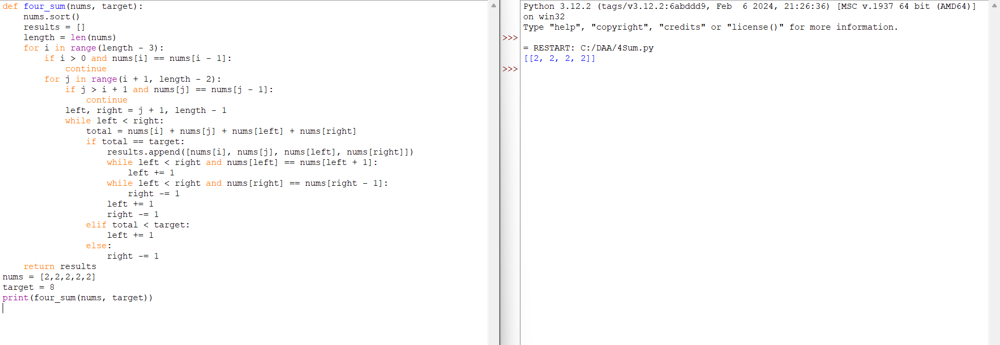 def four_sum(nums, target):
    nums.sort()
    results = []
    length = len(nums)
    for i in range(length - 3):
        if i > 0 and nums[i] == nums[i - 1]:
            continue
        for j in range(i + 1, length - 2):
            if j > i + 1 and nums[j] == nums[j - 1]:
                continue
            left, right = j + 1, length - 1
            while left < right:
                total = nums[i] + nums[j] + nums[left] + nums[right]
                if total == target:
                    results.append([nums[i], nums[j], nums[left], nums[right]])
                    while left < right and nums[left] == nums[left + 1]:
                        left += 1
                    while left < right and nums[right] == nums[right - 1]:
                        right -= 1
                    left += 1
                    right -= 1
                elif total < target:
                    left += 1
                else:
                    right -= 1
    return results
nums = [2,2,2,2,2]
target = 8
print(four_sum(nums, target))
Python 3.12.2 (tags/v3.12.2:6abddd9, Feb  6 2024, 21:26:36) [MSC v.1937 64 bit (AMD64)]
on win32
Type "help", "copyright", "credits" or "license()" for more information.
>>>
= RESTART: C:/DAA/4Sum.py
[[2, 2, 2, 2]]
>>>